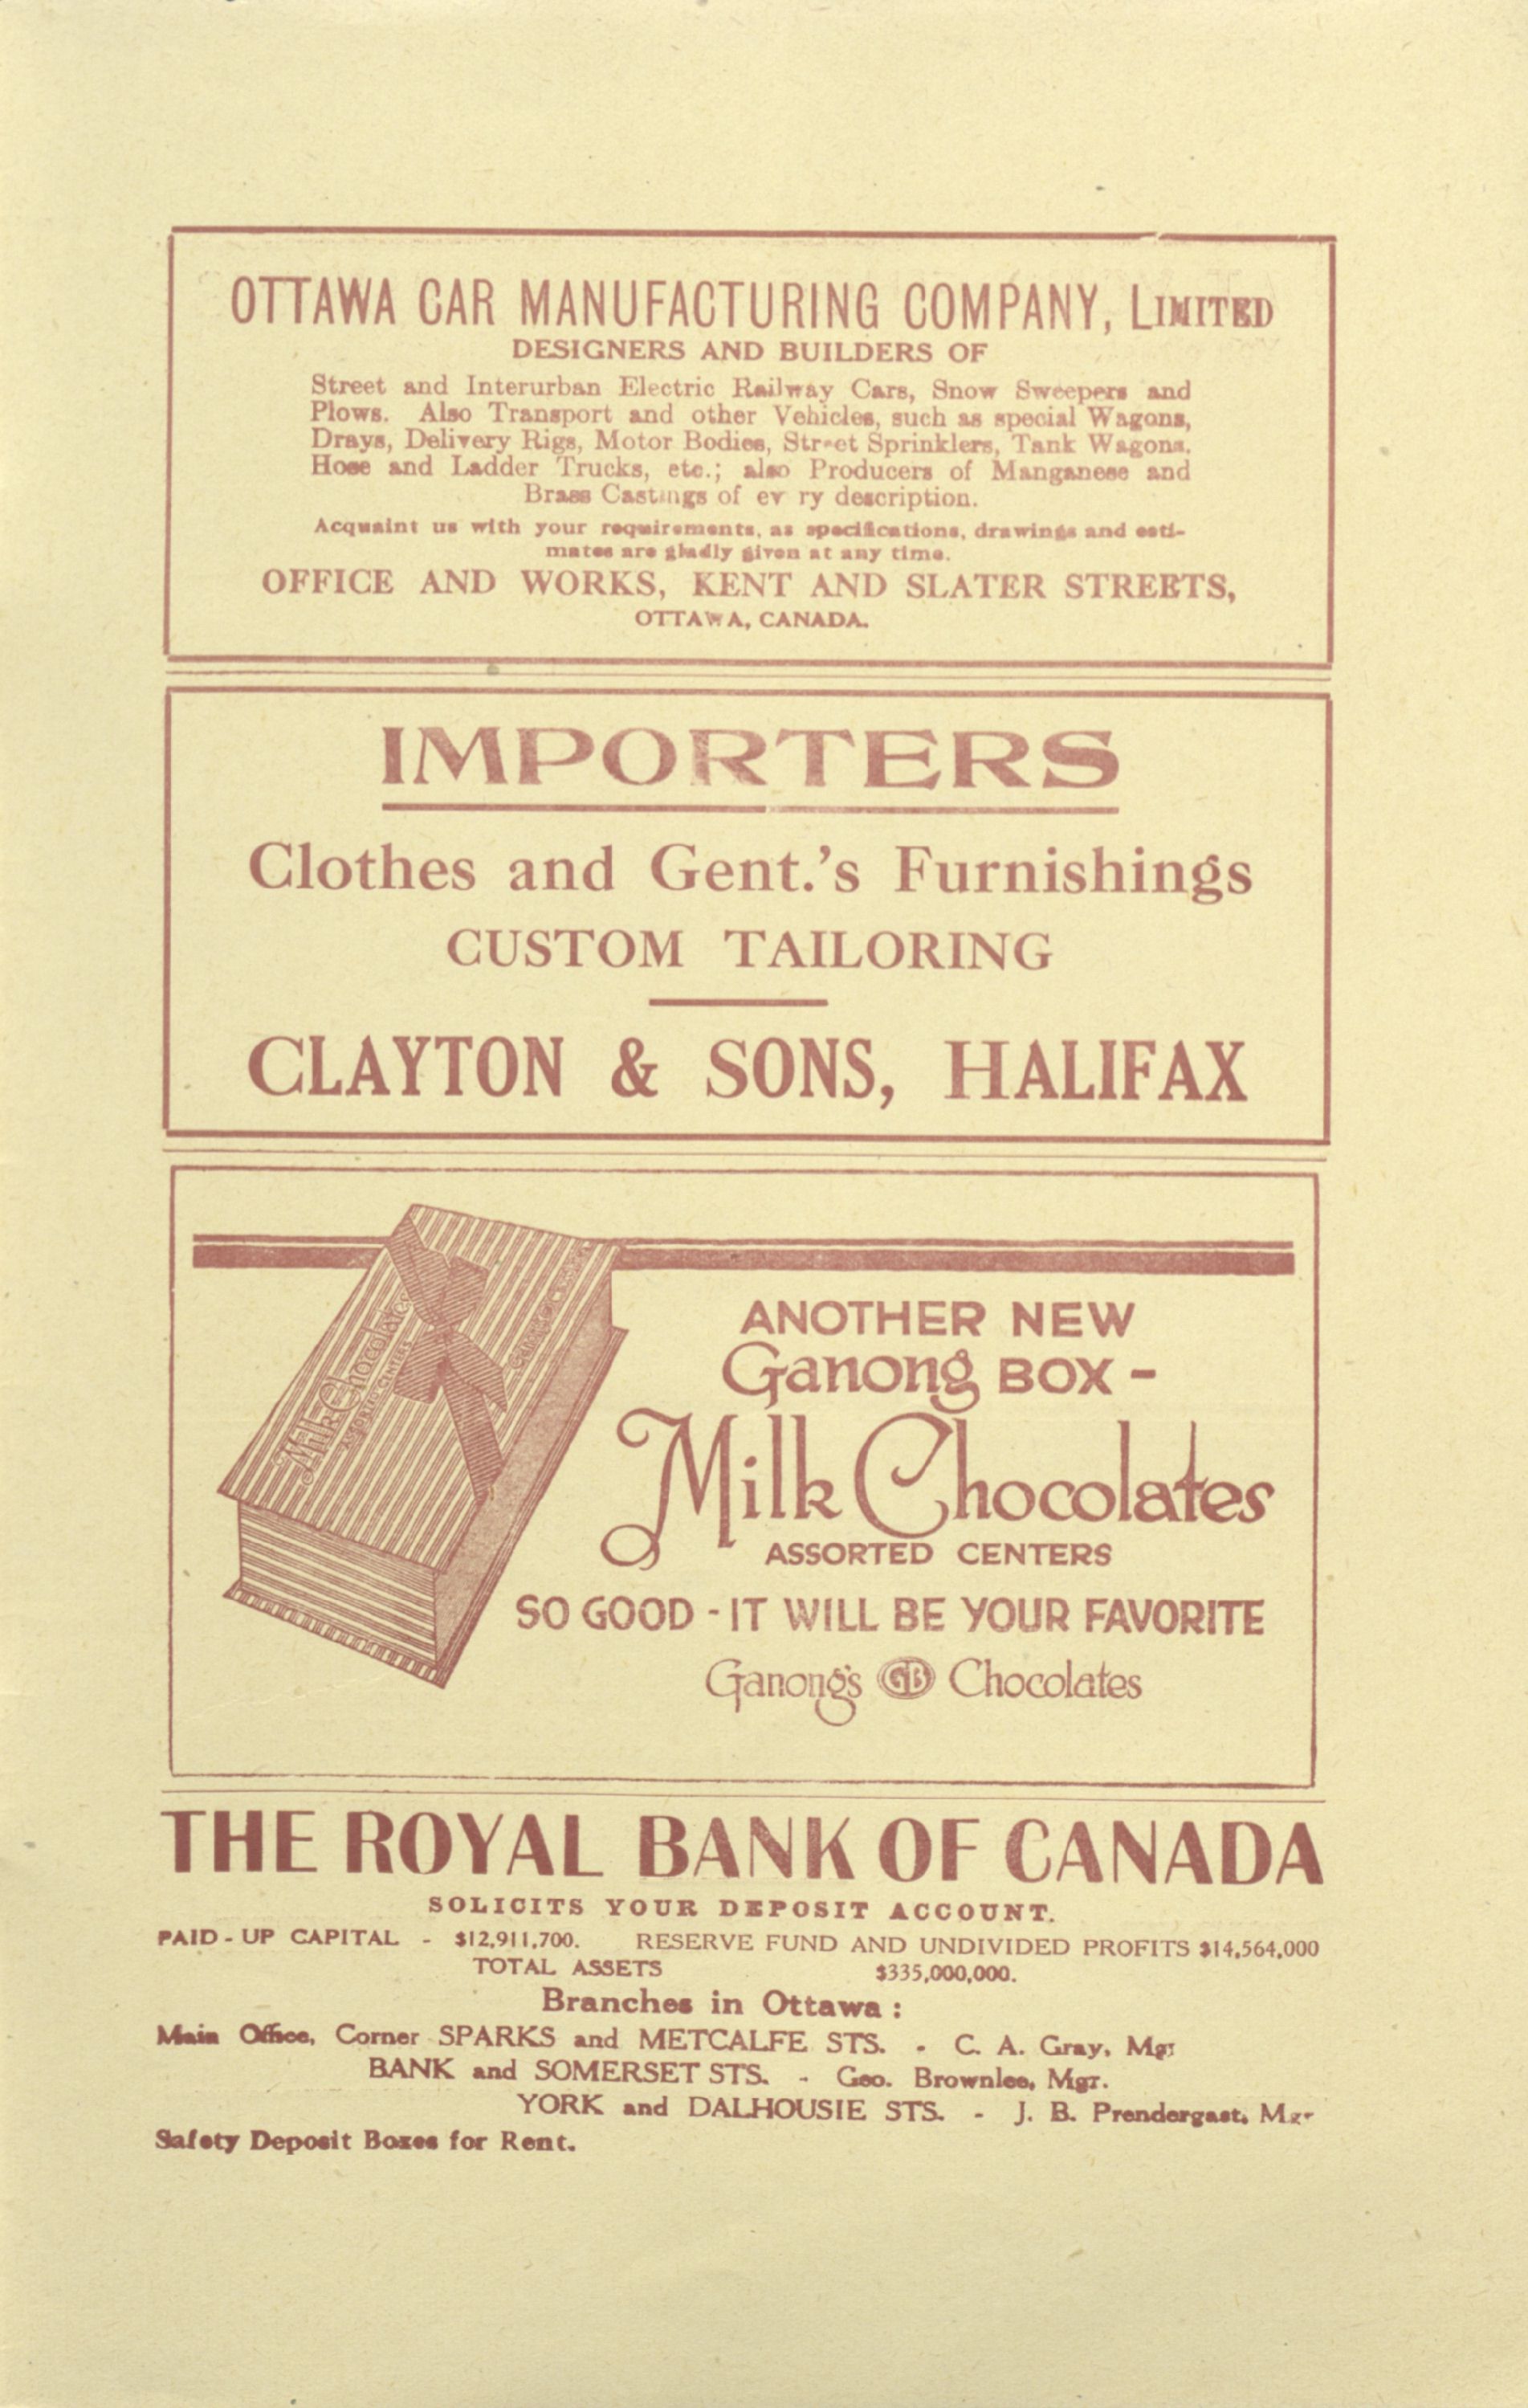 OTTAWA CAR MANUFACTURING COMPANY, LIMITED
DESIGNERS AND BUILDERS OF
Street and Interurban Electric Railway Cars, Snow Sweepers and
Plows. Also Transport and other Vehicles, such as special Wagons,
Drays, Delivery Rigs, Motor Bodies, Street Sprinklers, Tank Wagons,
Hose and Ladder Trucks, etc.; also Producers of Manganese and
Brass Castings of ev ry description.
Acquaint us with your requirements, as specifications, drawings and esti-
mates are gladly given at any time.
OFFICE AND WORKS, KENT AND SLATER STREETS,
OTTAWA, CANADA.
IMPORTERS
Clothes and Gent.'s Furnishings
CUSTOM TAILORING
CLAYTON & SONS, HALIFAX
Milk Chocolates
ASSORTED CENTERS
ANOTHER NEW
Ganong BOX -
Milk Chocolates
ASSORTED CENTERS
SO GOOD - IT WILL BE YOUR FAVORITE
Ganong's GB Chocolates
THE ROYAL BANK OF CANADA
SOLICITS YOUR DEPOSIT ACCOUNT.
PAID-UP CAPITAL - $12,911,700. RESERVE FUND AND UNDIVIDED PROFITS $14,564,000
TOTAL ASSETS $335,000,000.
Branches in Ottawa :
Main Office, Corner SPARKS and METCALFE STS. - C. A. Gray, Mgr
BANK and SOMERSET STS. - Geo. Brownlee, Mgr.
YORK and DALHOUSIE STS. - J. B. Prendergast, Mgr
Safety Deposit Boxes for Rent.